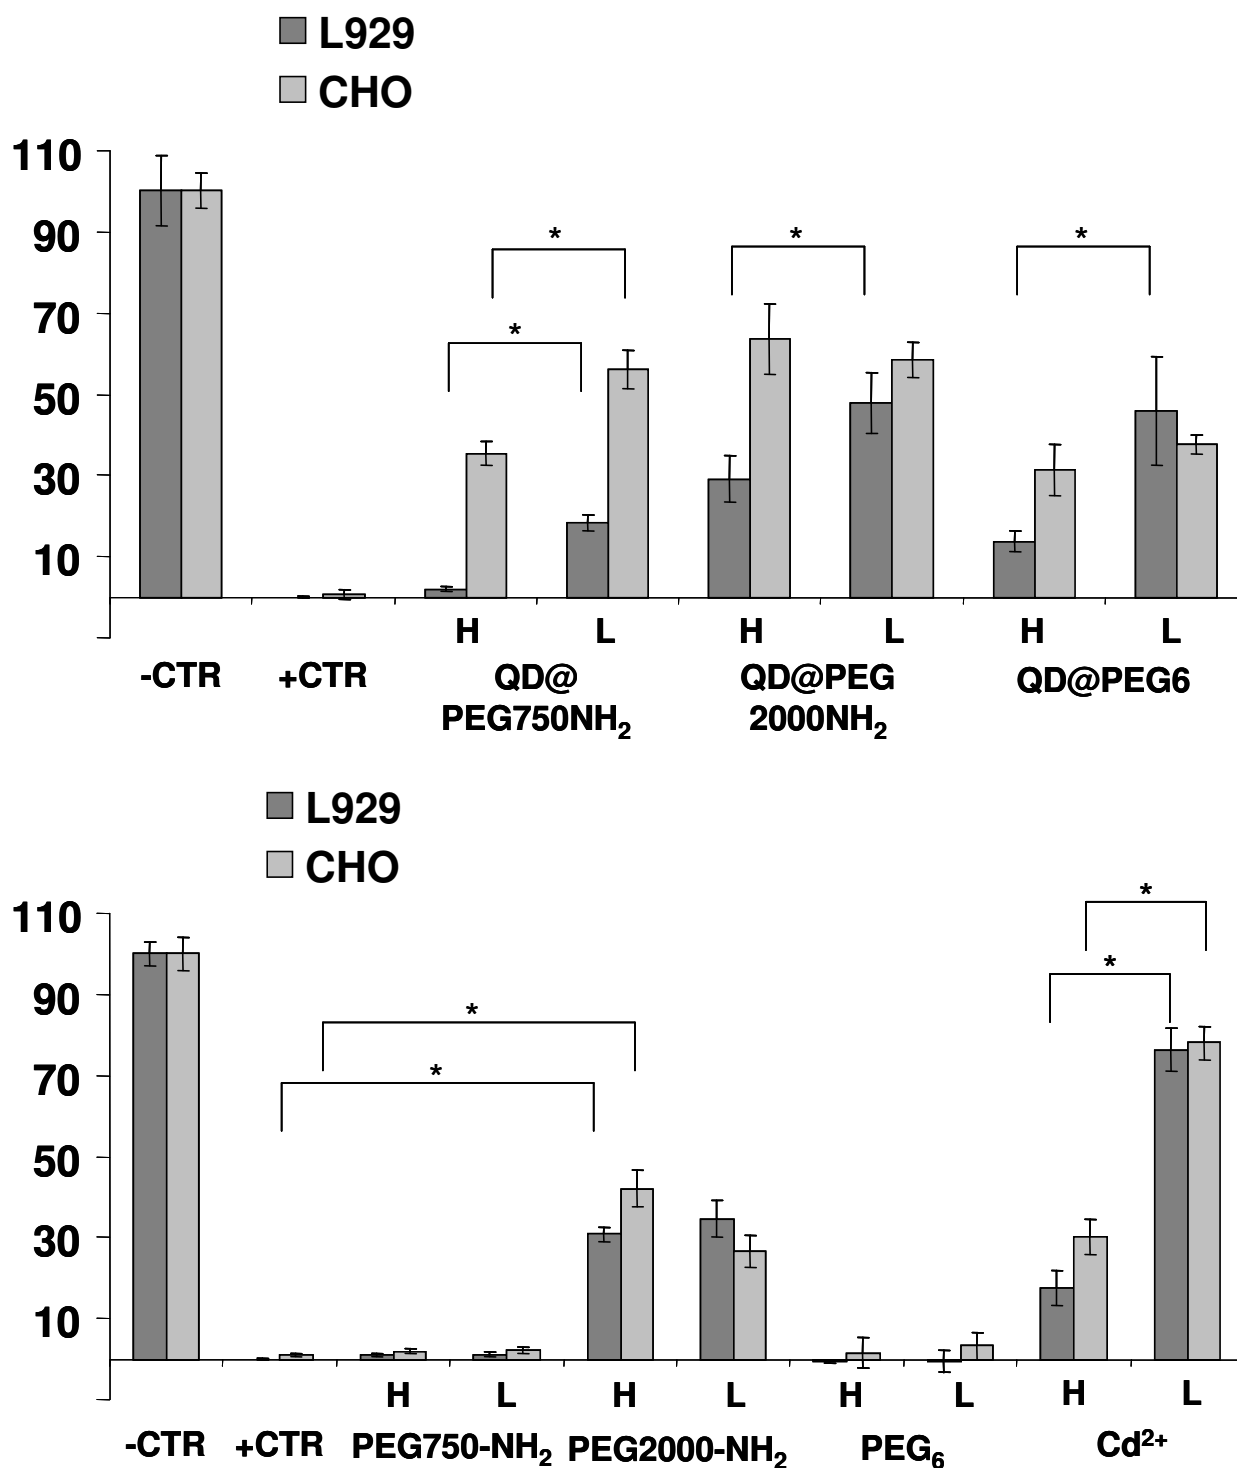 L929
CHO
110
90
70
50
30
10
* * * *
H L H L H L
-CTR +CTR QD@ QD@PEG QD@PEG6
PEG750NH₂ 2000NH₂
L929
CHO
110
90
70
50
30
10
* * * *
H L H L H L H L
-CTR +CTR PEG750-NH₂ PEG2000-NH₂ PEG₆ Cd²⁺